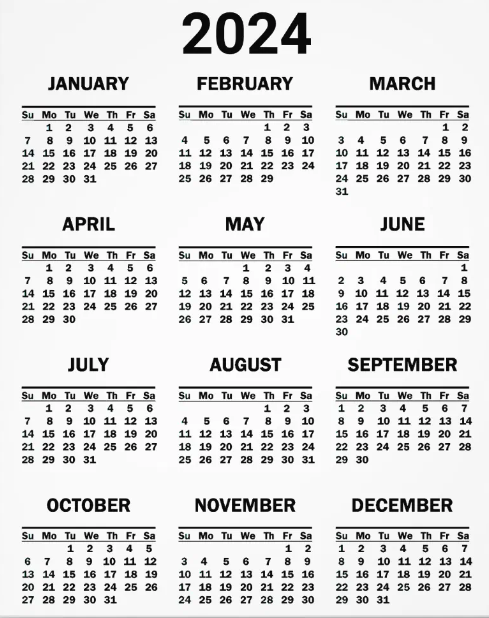 2024
JANUARY FEBRUARY MARCH
Su Mo Tu We Th Fr Sa Su Mo Tu We Th Fr Sa Su Mo Tu We Th Fr Sa
1 2 3 4 5 6 1 2 3 1 2
7 8 9 10 11 12 13 4 5 6 7 8 9 10 3 4 5 6 7 8 9
14 15 16 17 18 19 20 11 12 13 14 15 16 17 10 11 12 13 14 15 16
21 22 23 24 25 26 27 18 19 20 21 22 23 24 17 18 19 20 21 22 23
28 29 30 31 25 26 27 28 29 24 25 26 27 28 29 30
31
APRIL MAY JUNE
Su Mo Tu We Th Fr Sa Su Mo Tu We Th Fr Sa Su Mo Tu We Th Fr Sa
1 2 3 4 5 6 1 2 3 4 1
7 8 9 10 11 12 13 5 6 7 8 9 10 11 2 3 4 5 6 7 8
14 15 16 17 18 19 20 12 13 14 15 16 17 18 9 10 11 12 13 14 15
21 22 23 24 25 26 27 19 20 21 22 23 24 25 16 17 18 19 20 21 22
28 29 30 26 27 28 29 30 31 23 24 25 26 27 28 29
30
JULY AUGUST SEPTEMBER
Su Mo Tu We Th Fr Sa Su Mo Tu We Th Fr Sa Su Mo Tu We Th Fr Sa
1 2 3 4 5 6 1 2 3 1 2 3 4 5 6 7
7 8 9 10 11 12 13 4 5 6 7 8 9 10 8 9 10 11 12 13 14
14 15 16 17 18 19 20 11 12 13 14 15 16 17 15 16 17 18 19 20 21
21 22 23 24 25 26 27 18 19 20 21 22 23 24 22 23 24 25 26 27 28
28 29 30 31 25 26 27 28 29 30 31 29 30
OCTOBER NOVEMBER DECEMBER
Su Mo Tu We Th Fr Sa Su Mo Tu We Th Fr Sa Su Mo Tu We Th Fr Sa
1 2 3 4 5 1 2 1 2 3 4 5 6 7
6 7 8 9 10 11 12 3 4 5 6 7 8 9 8 9 10 11 12 13 14
13 14 15 16 17 18 19 10 11 12 13 14 15 16 15 16 17 18 19 20 21
20 21 22 23 24 25 26 17 18 19 20 21 22 23 22 23 24 25 26 27 28
27 28 29 30 31 24 25 26 27 28 29 30 29 30 31